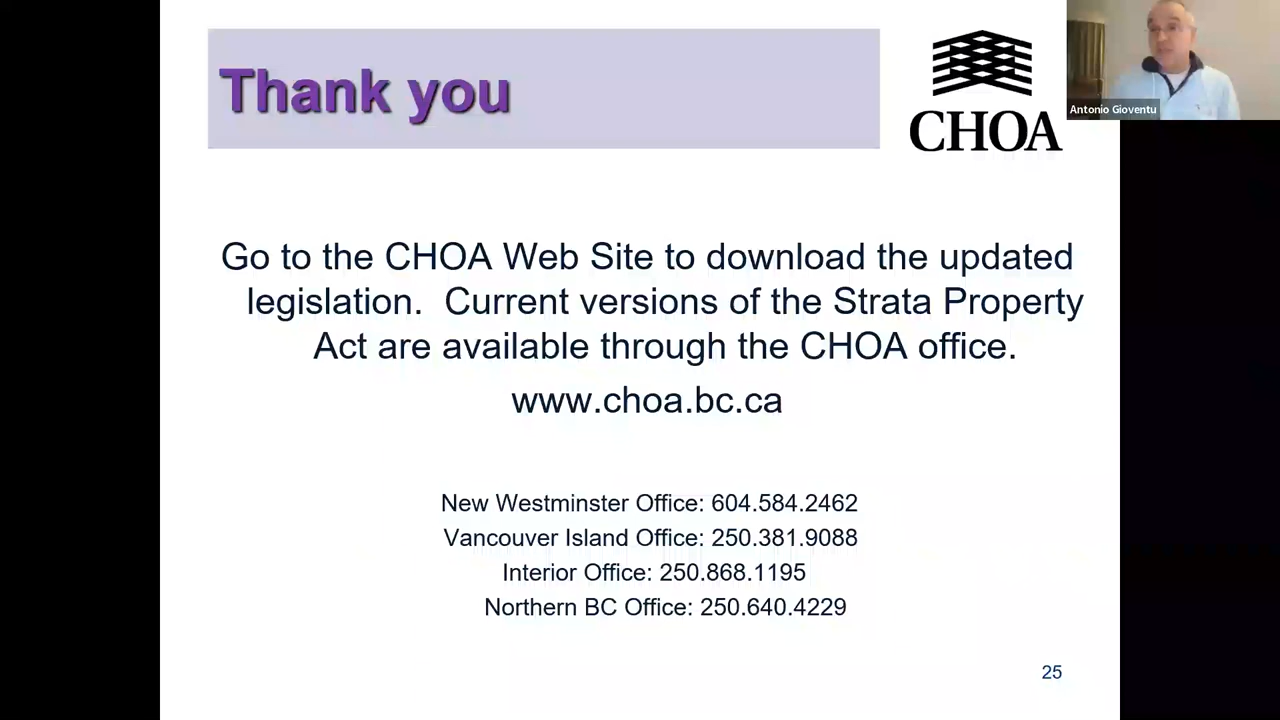 Thank you
CHOA
Antonio Gioventu
Go to the CHOA Web Site to download the updated
legislation.  Current versions of the Strata Property
Act are available through the CHOA office.
www.choa.bc.ca
New Westminster Office: 604.584.2462
Vancouver Island Office: 250.381.9088
Interior Office: 250.868.1195
Northern BC Office: 250.640.4229
25